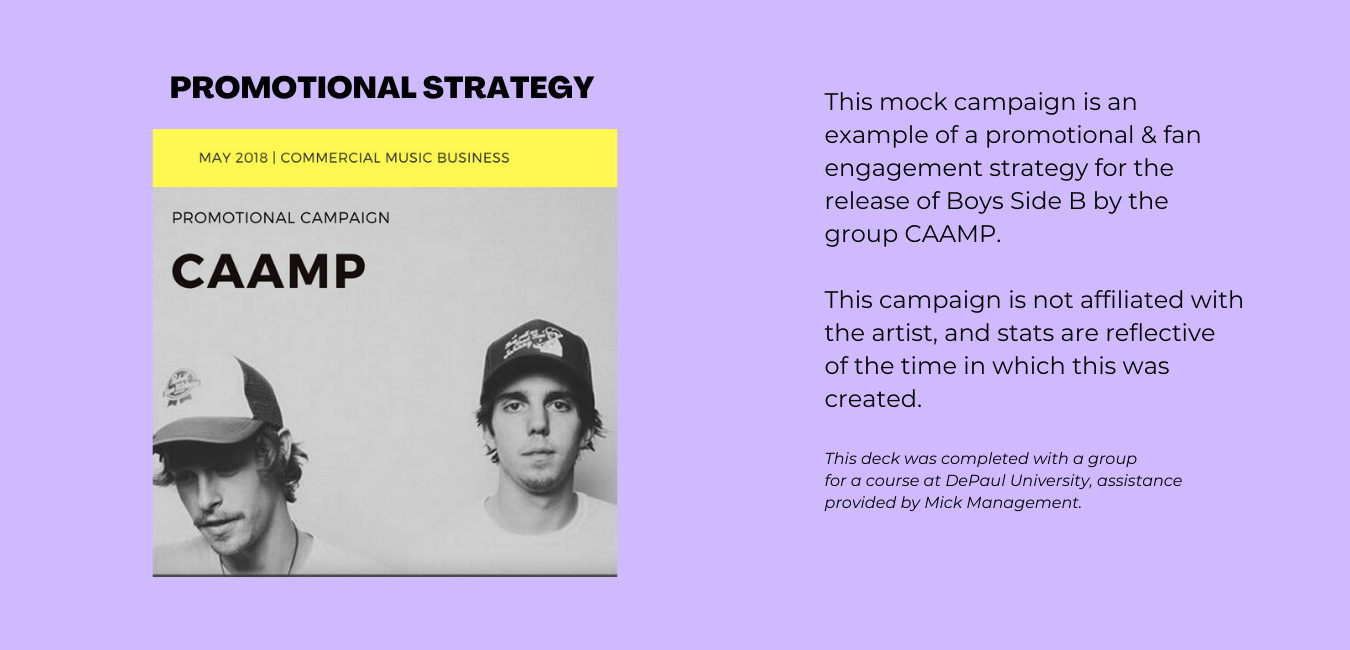 PROMOTIONAL STRATEGY
MAY 2018 | COMMERCIAL MUSIC BUSINESS
PROMOTIONAL CAMPAIGN
CAAMP
This mock campaign is an
example of a promotional & fan
engagement strategy for the
release of Boys Side B by the
group CAAMP.
This campaign is not affiliated with
the artist, and stats are reflective
of the time in which this was
created.
This deck was completed with a group
for a course at DePaul University, assistance
provided by Mick Management.